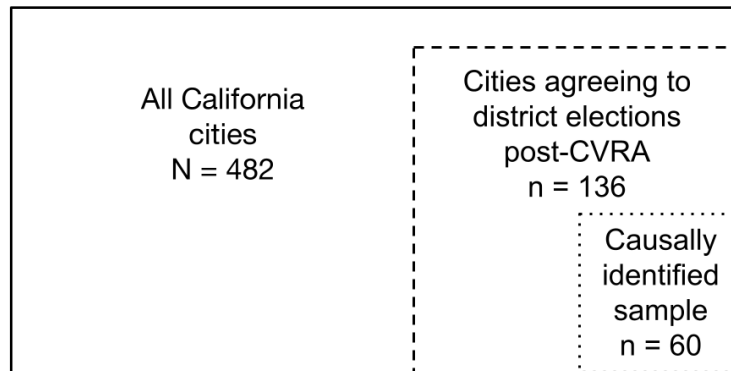 All California
cities
N = 482
Cities agreeing to
district elections
post-CVRA
n = 136
Causally
identified
sample
n = 60